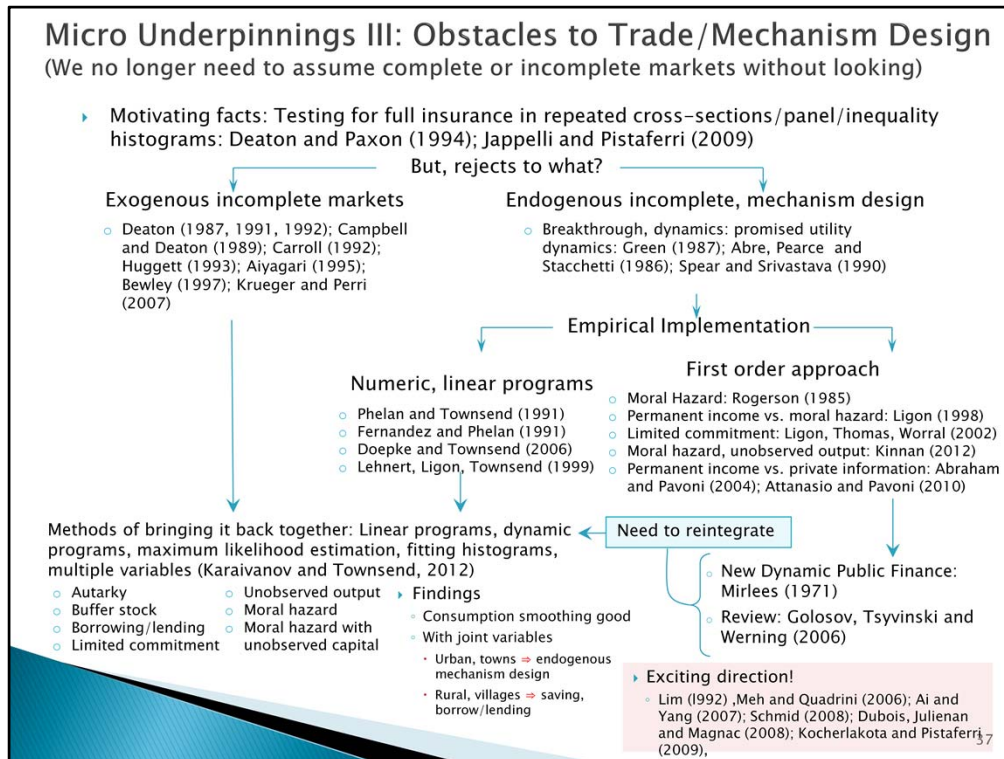 Micro Underpinnings III: Obstacles to Trade/Mechanism Design
(We no longer need to assume complete or incomplete markets without looking)
Motivating facts: Testing for full insurance in repeated cross-sections/panel/inequality
histograms: Deaton and Paxon (1994); Jappelli and Pistaferri (2009)
But, rejects to what?
Exogenous incomplete markets
Deaton (1987, 1991, 1992); Campbell
and Deaton (1989); Carroll (1992);
Huggett (1993); Aiyagari (1995);
Bewley (1997); Krueger and Perri
(2007)
Endogenous incomplete, mechanism design
Breakthrough, dynamics: promised utility
dynamics: Green (1987); Abre, Pearce and
Stacchetti (1986); Spear and Srivastava (1990)
Empirical Implementation
Numeric, linear programs
Phelan and Townsend (1991)
Fernandez and Phelan (1991)
Doepke and Townsend (2006)
Lehnert, Ligon, Townsend (1999)
First order approach
Moral Hazard: Rogerson (1985)
Permanent income vs. moral hazard: Ligon (1998)
Limited commitment: Ligon, Thomas, Worral (2002)
Moral hazard, unobserved output: Kinnan (2012)
Permanent income vs. private information: Abraham
and Pavoni (2004); Attanasio and Pavoni (2010)
Methods of bringing it back together: Linear programs, dynamic
programs, maximum likelihood estimation, fitting histograms,
multiple variables (Karaivanov and Townsend, 2012)
Autarky
Buffer stock
Borrowing/lending
Limited commitment
Unobserved output
Moral hazard
Moral hazard with
unobserved capital
Findings
Consumption smoothing good
With joint variables
Urban, towns ⇒ endogenous
mechanism design
Rural, villages ⇒ saving,
borrow/lending
Need to reintegrate
New Dynamic Public Finance:
Mirlees (1971)
Review: Golosov, Tsyvinski and
Werning (2006)
Exciting direction!
Lim (l992) ,Meh and Quadrini (2006); Ai and
Yang (2007); Schmid (2008); Dubois, Julienan
and Magnac (2008); Kocherlakota and Pistaferri
(2009),
37